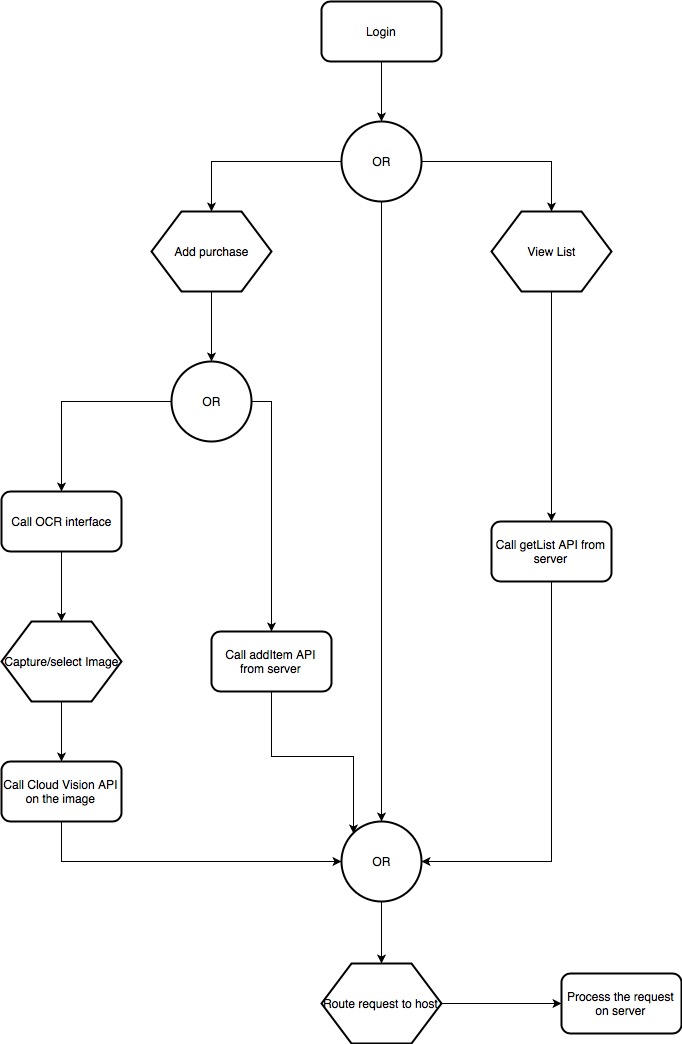 Login
OR
Add purchase
View List
OR
Call OCR interface
Call getList API from
server
Capture/select Image
Call addItem API
from server
Call Cloud Vision API
on the image
OR
Route request to host
Process the request
on server